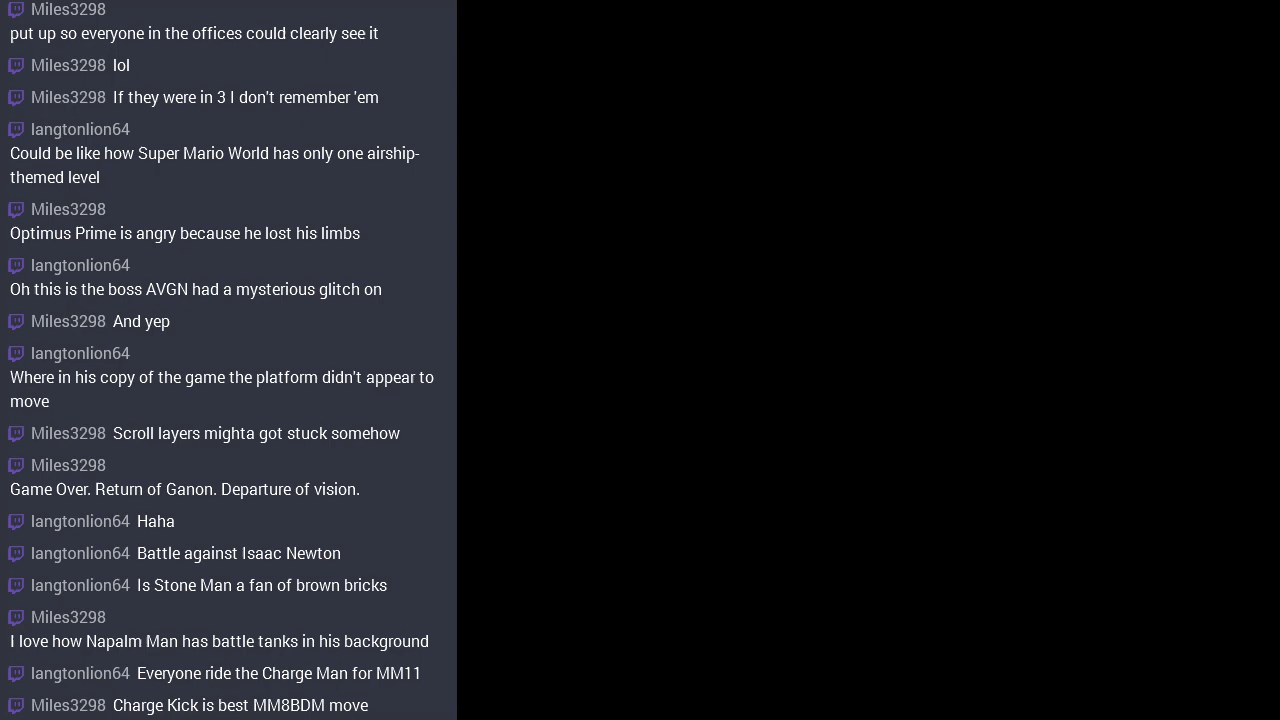 Miles3298
put up so everyone in the offices could clearly see it
Miles3298 lol
Miles3298 If they were in 3 I don't remember 'em
langtonlion64
Could be like how Super Mario World has only one airship-
themed level
Miles3298
Optimus Prime is angry because he lost his limbs
langtonlion64
Oh this is the boss AVGN had a mysterious glitch on
Miles3298 And yep
langtonlion64
Where in his copy of the game the platform didn't appear to
move
Miles3298 Scroll layers mighta got stuck somehow
Miles3298
Game Over. Return of Ganon. Departure of vision.
langtonlion64 Haha
langtonlion64 Battle against Isaac Newton
langtonlion64 Is Stone Man a fan of brown bricks
Miles3298
I love how Napalm Man has battle tanks in his background
langtonlion64 Everyone ride the Charge Man for MM11
Miles3298 Charge Kick is best MM8BDM move